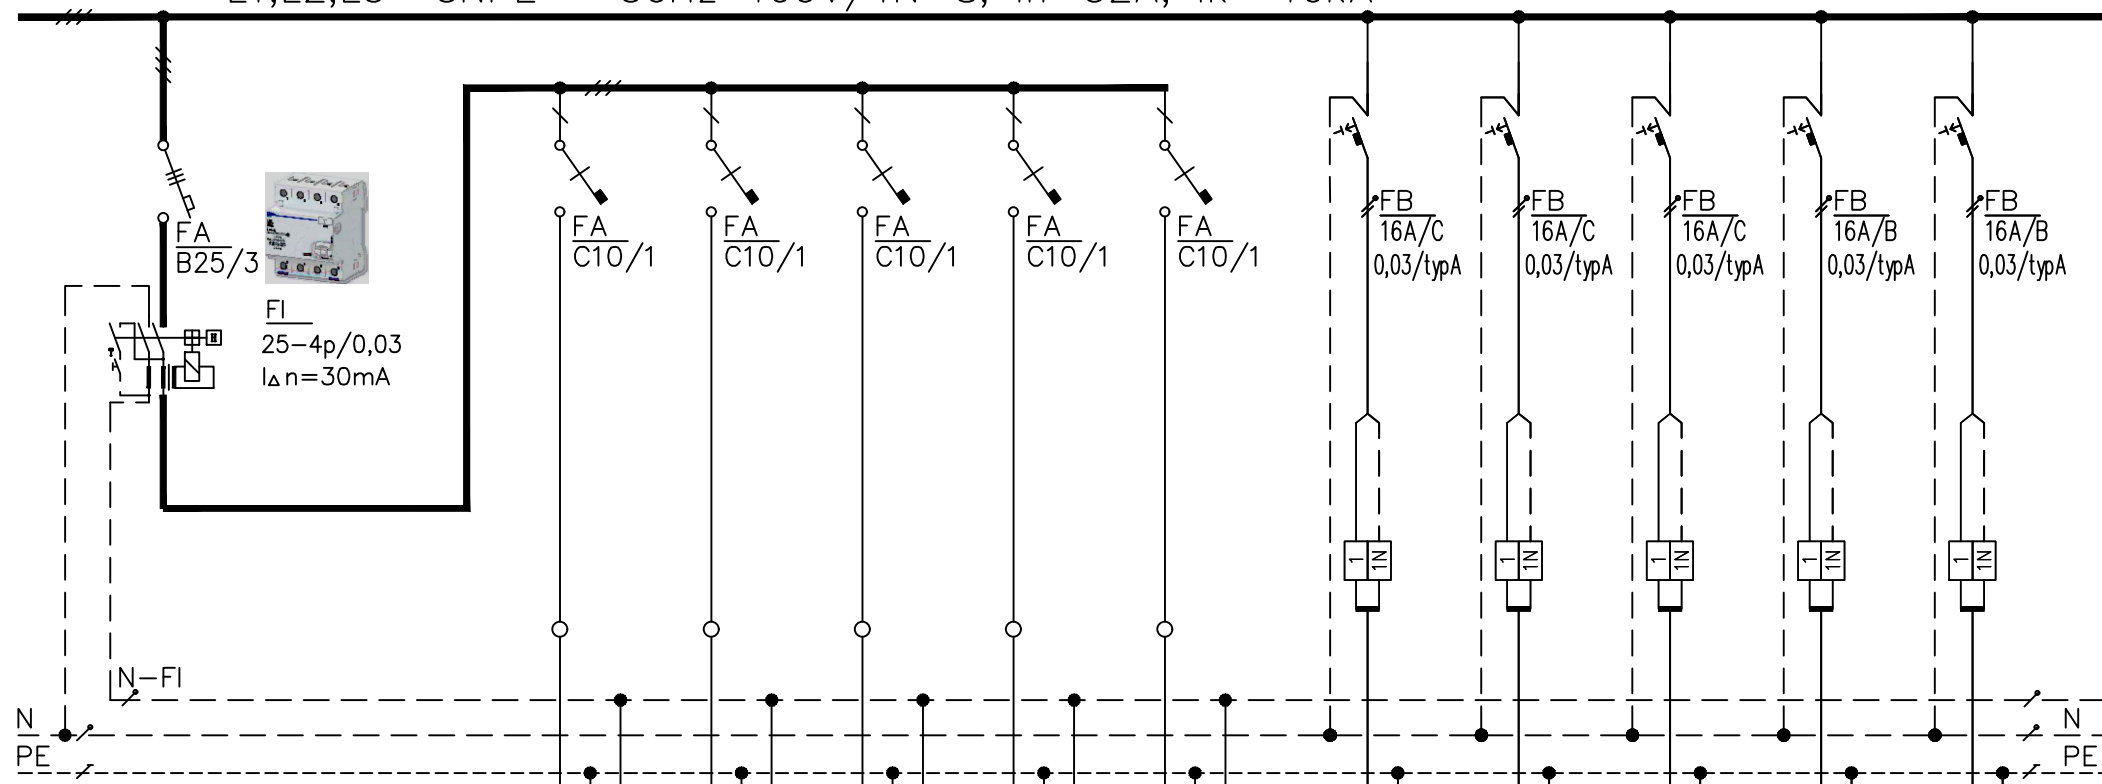 FA
B25/3
FI
25-4p/0,03
I△n=30mA
FA
C10/1
FA
C10/1
FA
C10/1
FA
C10/1
FA
C10/1
FB
16A/C
0,03/typA
FB
16A/C
0,03/typA
FB
16A/C
0,03/typA
FB
16A/B
0,03/typA
FB
16A/B
0,03/typA
1 1N
1 1N
1 1N
1 1N
1 1N
N-FI
N
PE
N
PE